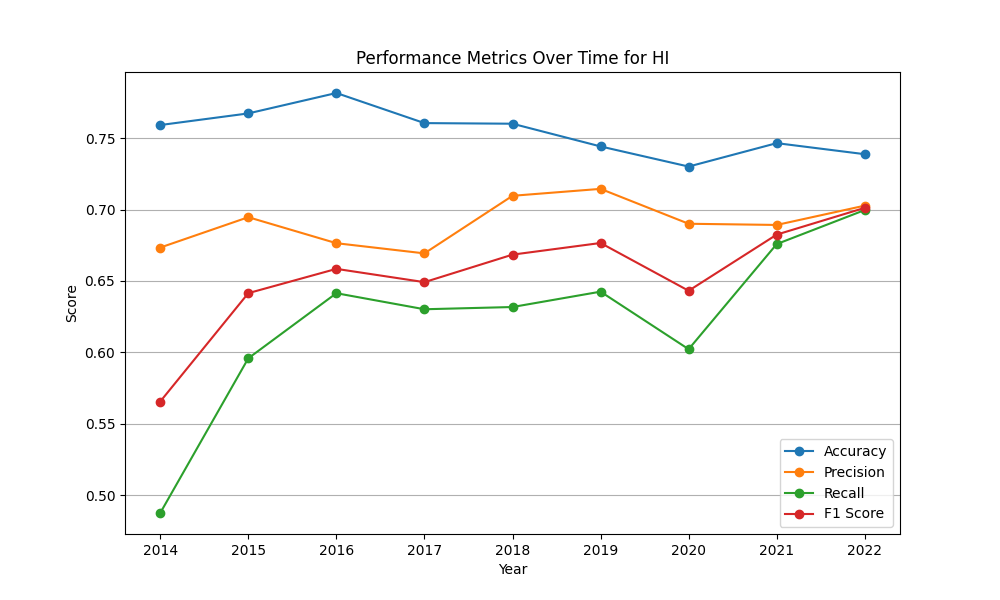 Performance Metrics Over Time for HI
0.75
0.70
0.65
0.60
0.55
0.50
Score
Accuracy
Precision
Recall
F1 Score
2014 2015 2016 2017 2018 2019 2020 2021 2022
Year